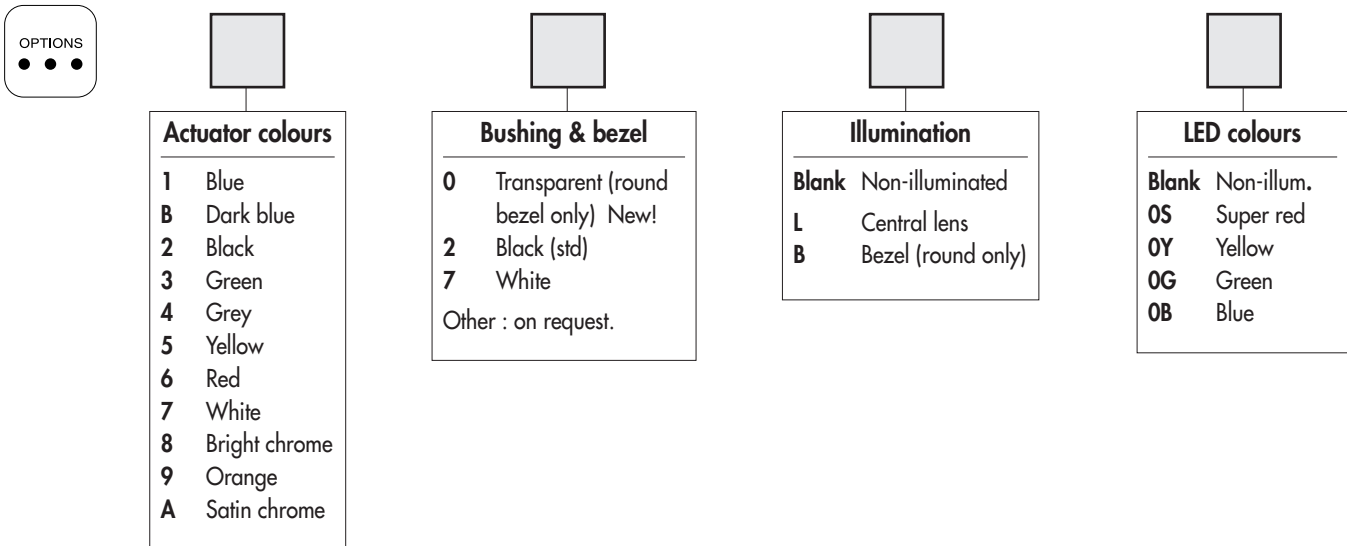 OPTIONS
Actuator colours
1 Blue
B Dark blue
2 Black
3 Green
4 Grey
5 Yellow
6 Red
7 White
8 Bright chrome
9 Orange
A Satin chrome
Bushing & bezel
0 Transparent (round
bezel only) New!
2 Black (std)
7 White
Other : on request.
Illumination
Blank Non-illuminated
L Central lens
B Bezel (round only)
LED colours
Blank Non-illum.
0S Super red
0Y Yellow
0G Green
0B Blue